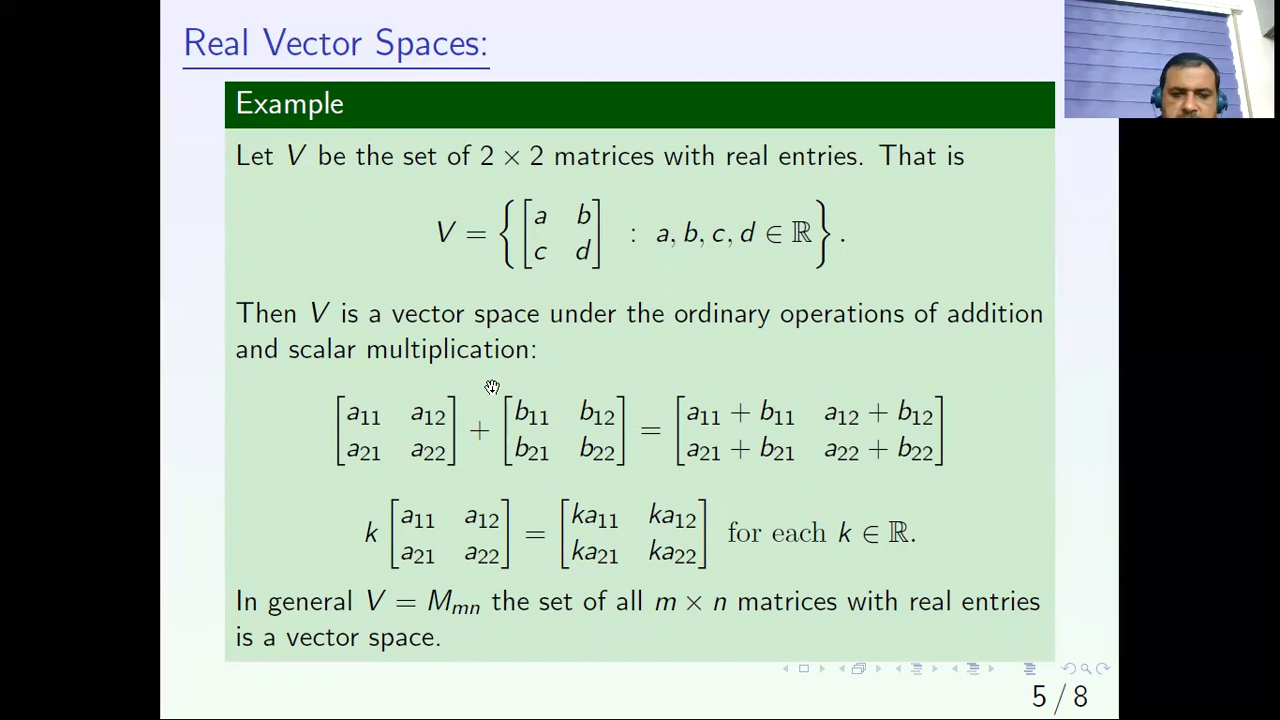 Real Vector Spaces:
Example
Let V be the set of 2 × 2 matrices with real entries. That is
V = { [ a b ; c d ] : a, b, c, d ∈ ℝ } .
Then V is a vector space under the ordinary operations of addition
and scalar multiplication:
[ a₁₁ a₁₂ ; a₂₁ a₂₂ ] + [ b₁₁ b₁₂ ; b₂₁ b₂₂ ] = [ a₁₁ + b₁₁ a₁₂ + b₁₂ ; a₂₁ + b₂₁ a₂₂ + b₂₂ ]
k [ a₁₁ a₁₂ ; a₂₁ a₂₂ ] = [ ka₁₁ ka₁₂ ; ka₂₁ ka₂₂ ] for each k ∈ ℝ.
In general V = Mₘₙ the set of all m × n matrices with real entries
is a vector space.
5 / 8